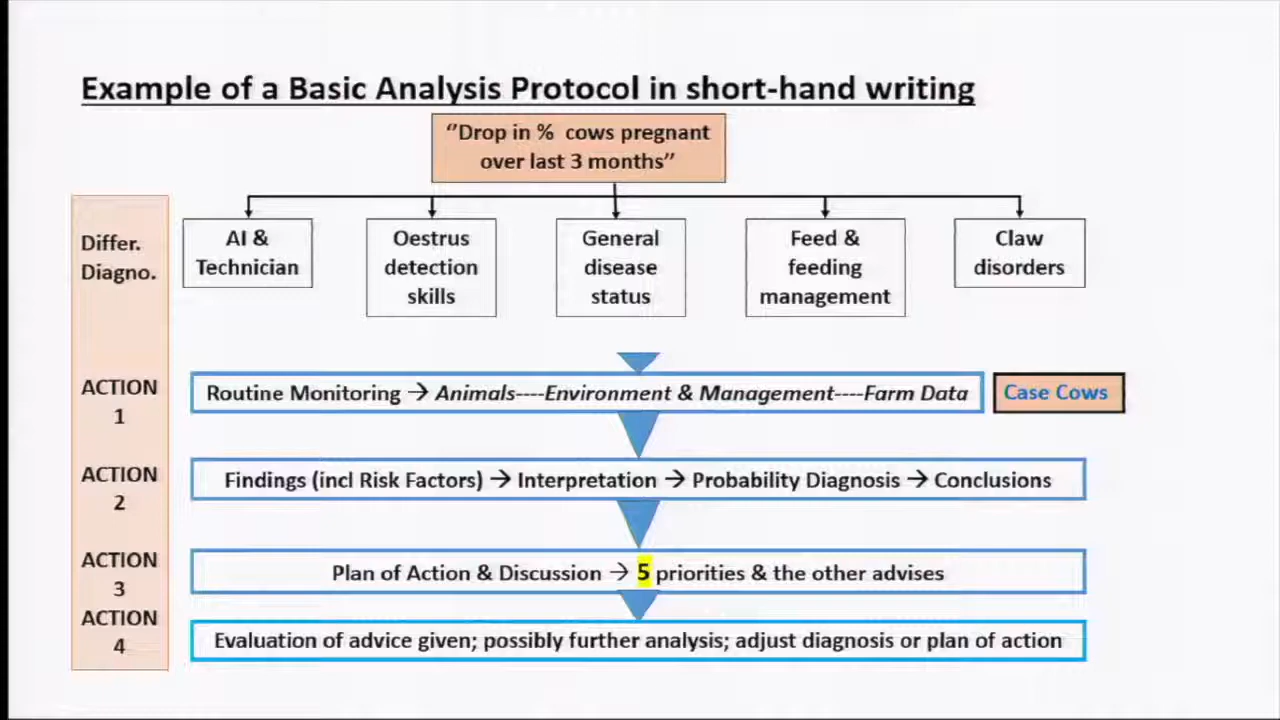 Example of a Basic Analysis Protocol in short-hand writing
‘’Drop in % cows pregnant
over last 3 months’’
Differ.
Diagno.
AI &
Technician
Oestrus
detection
skills
General
disease
status
Feed &
feeding
management
Claw
disorders
ACTION
1
Routine Monitoring → Animals----Environment & Management----Farm Data
Case Cows
ACTION
2
Findings (incl Risk Factors) → Interpretation → Probability Diagnosis → Conclusions
ACTION
3
Plan of Action & Discussion → 5 priorities & the other advises
ACTION
4
Evaluation of advice given; possibly further analysis; adjust diagnosis or plan of action